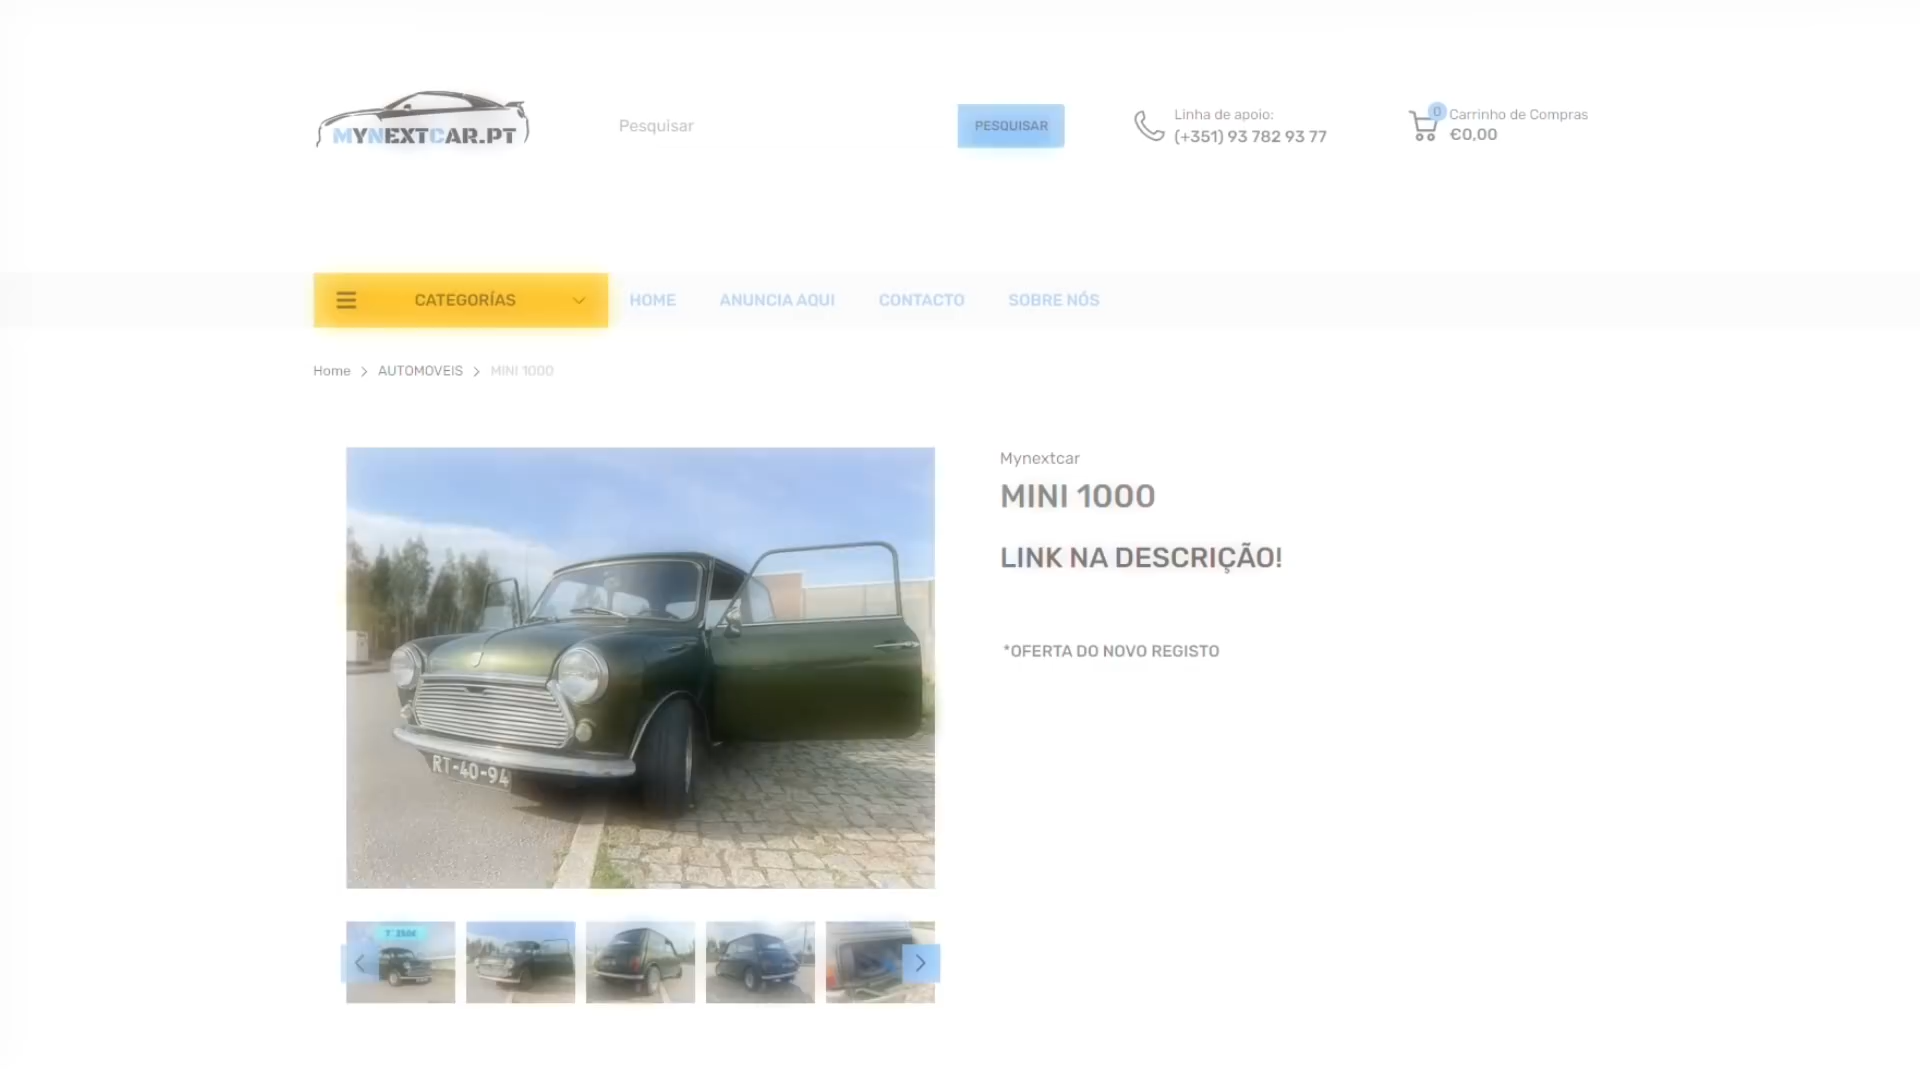 MYNEXTCAR.PT
Pesquisar
PESQUISAR
Linha de apoio:
(+351) 93 782 93 77
0
Carrinho de Compras
€0,00
CATEGORÍAS
HOME
ANUNCIA AQUI
CONTACTO
SOBRE NÓS
Home > AUTOMOVEIS > MINI 1000
Mynextcar
MINI 1000
LINK NA DESCRIÇÃO!
*OFERTA DO NOVO REGISTO
RT-40-94